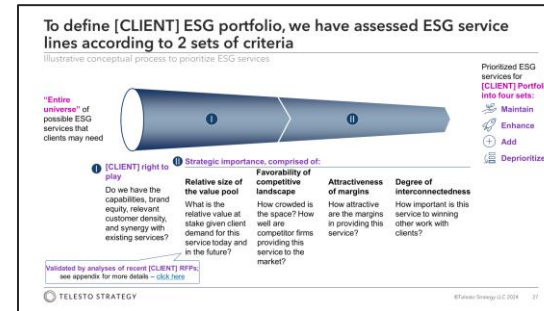 To define [CLIENT] ESG portfolio, we have assessed ESG service
lines according to 2 sets of criteria
Illustrative conceptual process to prioritize ESG services
"Entire
universe" of
possible ESG
services that
clients may need
I
II
Prioritized ESG
services for
[CLIENT] Portfol
into four sets:
Maintain
Enhance
Add
Deprioritize
I [CLIENT] right to
play
Do we have the
capabilities, brand
equity, relevant
customer density,
and synergy with
existing services?
II Strategic importance, comprised of:
Relative size of
the value pool
What is the
relative value at
stake given client
demand for this
service today and
in the future?
Favorability of
competitive
landscape
How crowded is
the space? How
well are
competitor firms
providing this
service to the
market?
Attractiveness
of margins
How attractive
are the margins
in providing this
service?
Degree of
interconnectedness
How important is this
service to winning
other work with
clients?
Validated by analyses of recent [CLIENT] RFPs;
see appendix for more details – click here
TELESTO STRATEGY
©Telesto Strategy LLC 2024 27